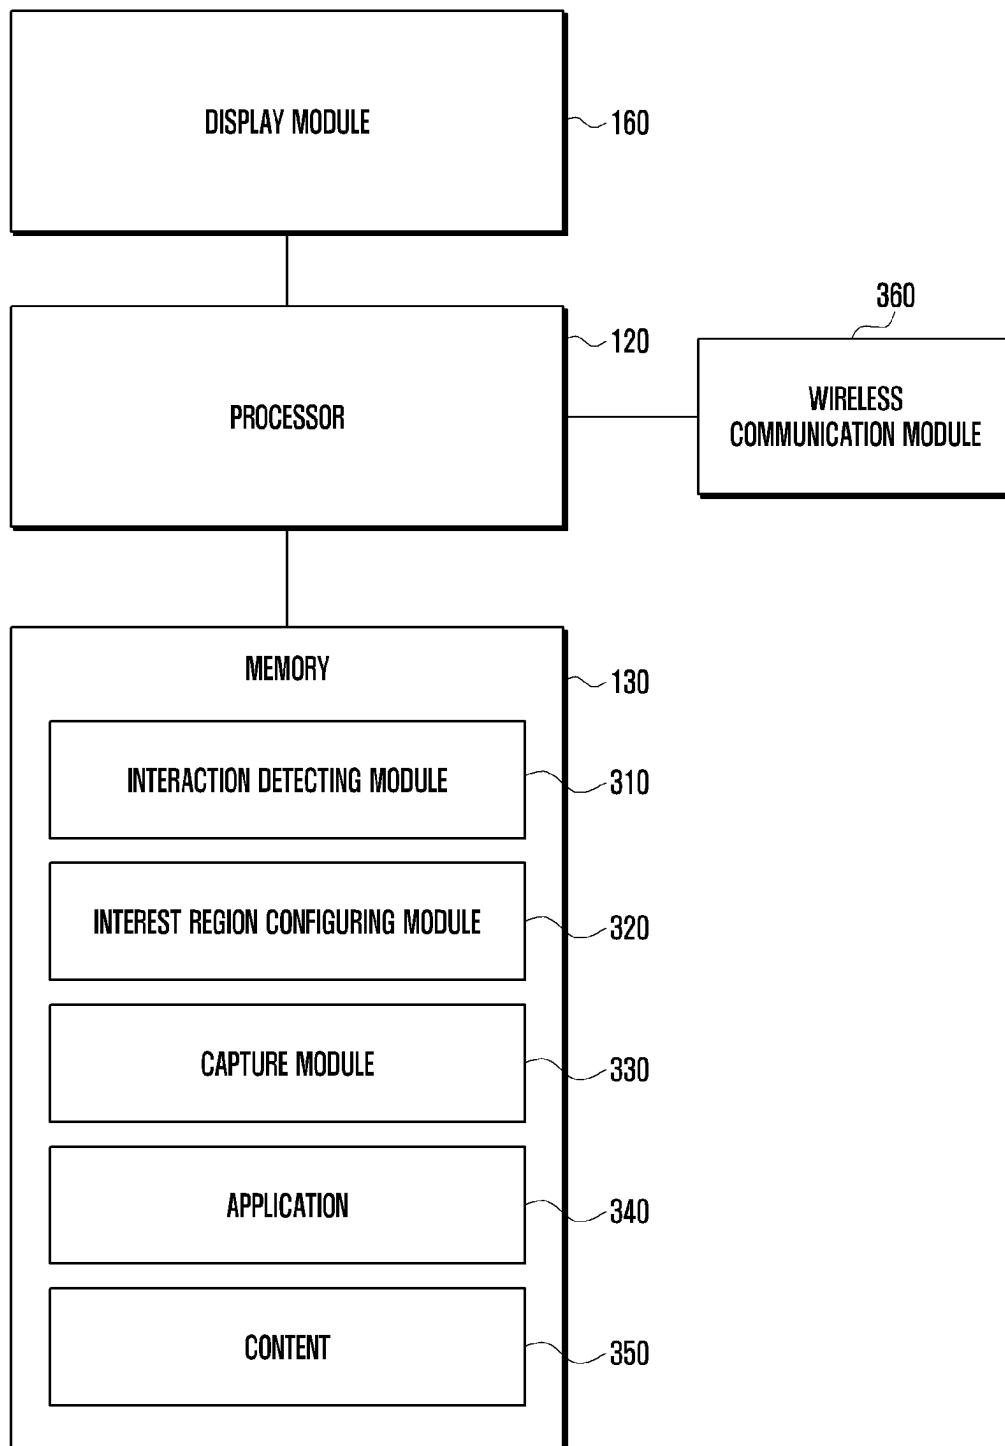 DISPLAY MODULE
160
360
120
PROCESSOR
WIRELESS
COMMUNICATION MODULE
MEMORY
130
INTERACTION DETECTING MODULE
310
INTEREST REGION CONFIGURING MODULE
320
CAPTURE MODULE
330
APPLICATION
340
CONTENT
350